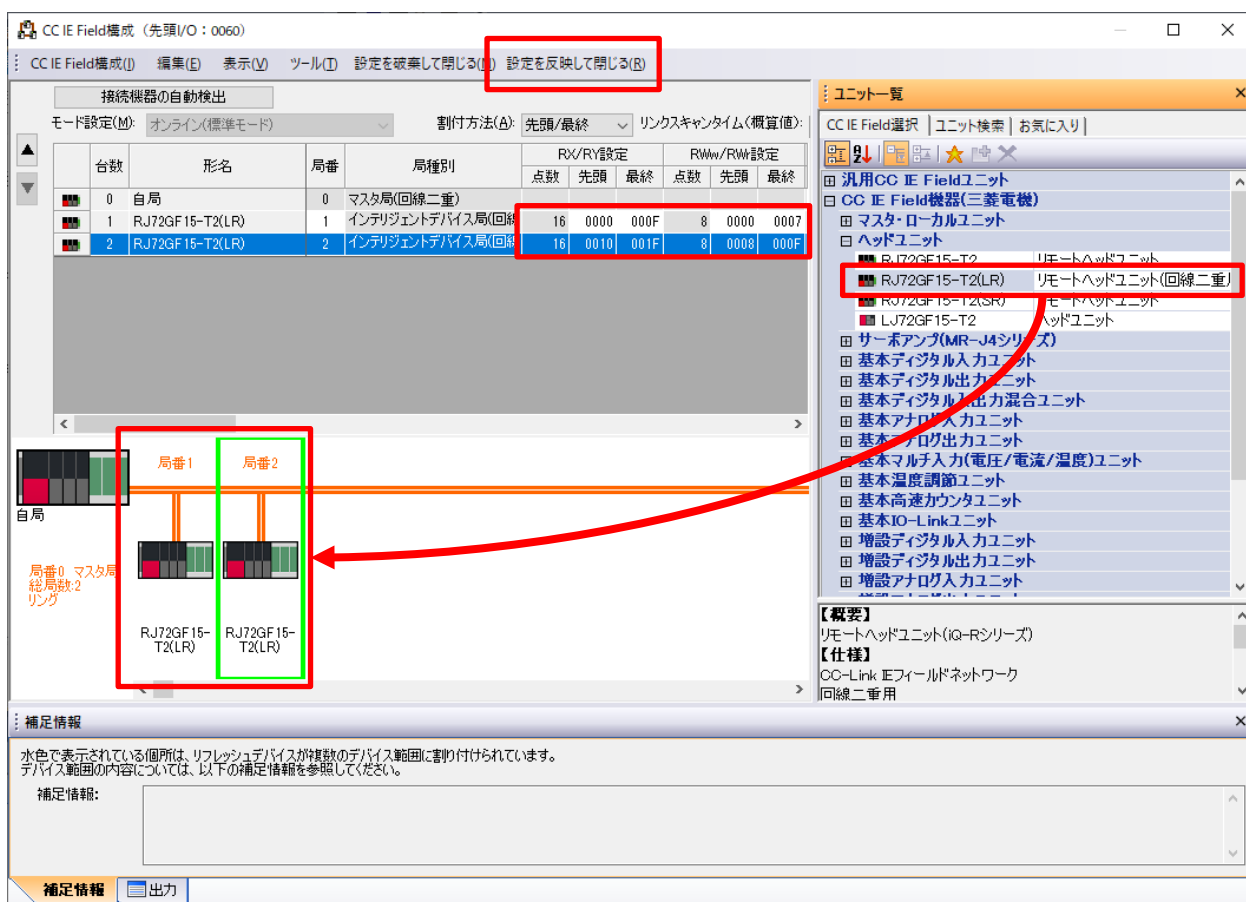 CC IE Field構成（先頭I/O：0060）
CC IE Field構成(J) 編集(E) 表示(V) ツール(T) 設定を破棄して閉じる(N) 設定を反映して閉じる(R)
接続機器の自動検出
モード設定(M): オンライン(標準モード) 割付方法(A): 先頭/最終 リンクスキャンタイム(概算値):
台数 形名 局番 局種別 RX/RY設定 RWw/RWr設定
点数 先頭 最終 点数 先頭 最終
0 自局 0 マスタ局(回線二重)
1 RJ72GF15-T2(LR) 1 インテリジェントデバイス局(回線 16 0000 000F 8 0000 0007
2 RJ72GF15-T2(LR) 2 インテリジェントデバイス局(回線 16 0010 001F 8 0008 000F
局番1 局番2
自局
局番0 マスタ局
総局数:2
リング
RJ72GF15-
T2(LR)
RJ72GF15-
T2(LR)
ユニット一覧
CC IE Field選択 ユニット検索 お気に入り
汎用CC IE Fieldユニット
CC IE Field機器(三菱電機)
マスタ・ローカルユニット
ヘッドユニット
RJ72GF15-T2 リモートヘッドユニット
RJ72GF15-T2(LR) リモートヘッドユニット(回線二重)
RJ72GF15-T2(SR) リモートヘッドユニット
LJ72GF15-T2 ヘッドユニット
サーボアンプ(MR-J4シリーズ)
基本ディジタル入力ユニット
基本ディジタル出力ユニット
基本ディジタル入出力混合ユニット
基本アナログ入力ユニット
基本アナログ出力ユニット
基本マルチ入力(電圧/電流/温度)ユニット
基本温度調節ユニット
基本高速カウンタユニット
基本IO-Linkユニット
増設ディジタル入力ユニット
増設ディジタル出力ユニット
増設アナログ入力ユニット
【概要】
リモートヘッドユニット(iQ-Rシリーズ)
【仕様】
CC-Link IEフィールドネットワーク
回線二重用
補足情報
水色で表示されている個所は、リフレッシュデバイスが複数のデバイス範囲に割り付けられています。
デバイス範囲の内容については、以下の補足情報を参照してください。
補足情報:
補足情報 出力